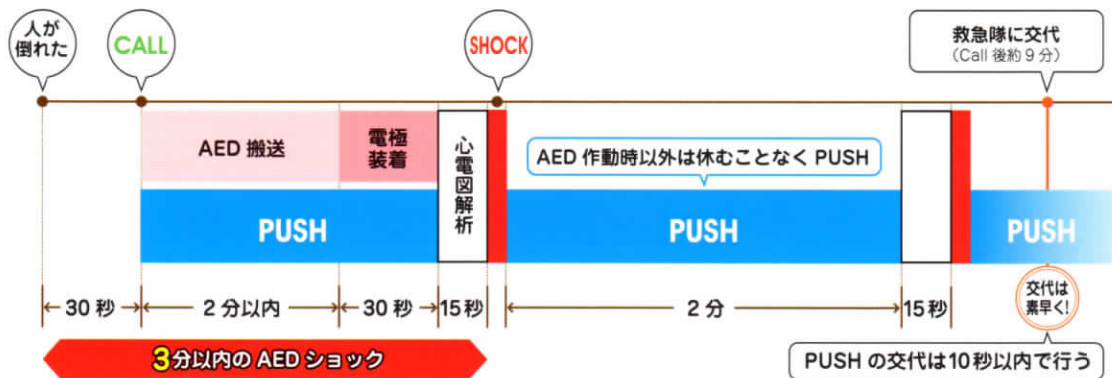 人が
倒れた
CALL
SHOCK
救急隊に交代
（Call 後約 9 分）
AED 搬送
電極
装着
心電図解析
AED 作動時以外は休むことなく PUSH
PUSH
PUSH
PUSH
30 秒
2 分以内
30 秒
15 秒
2 分
15 秒
交代は
素早く!
3分以内の AED ショック
PUSH の交代は10 秒以内で行う